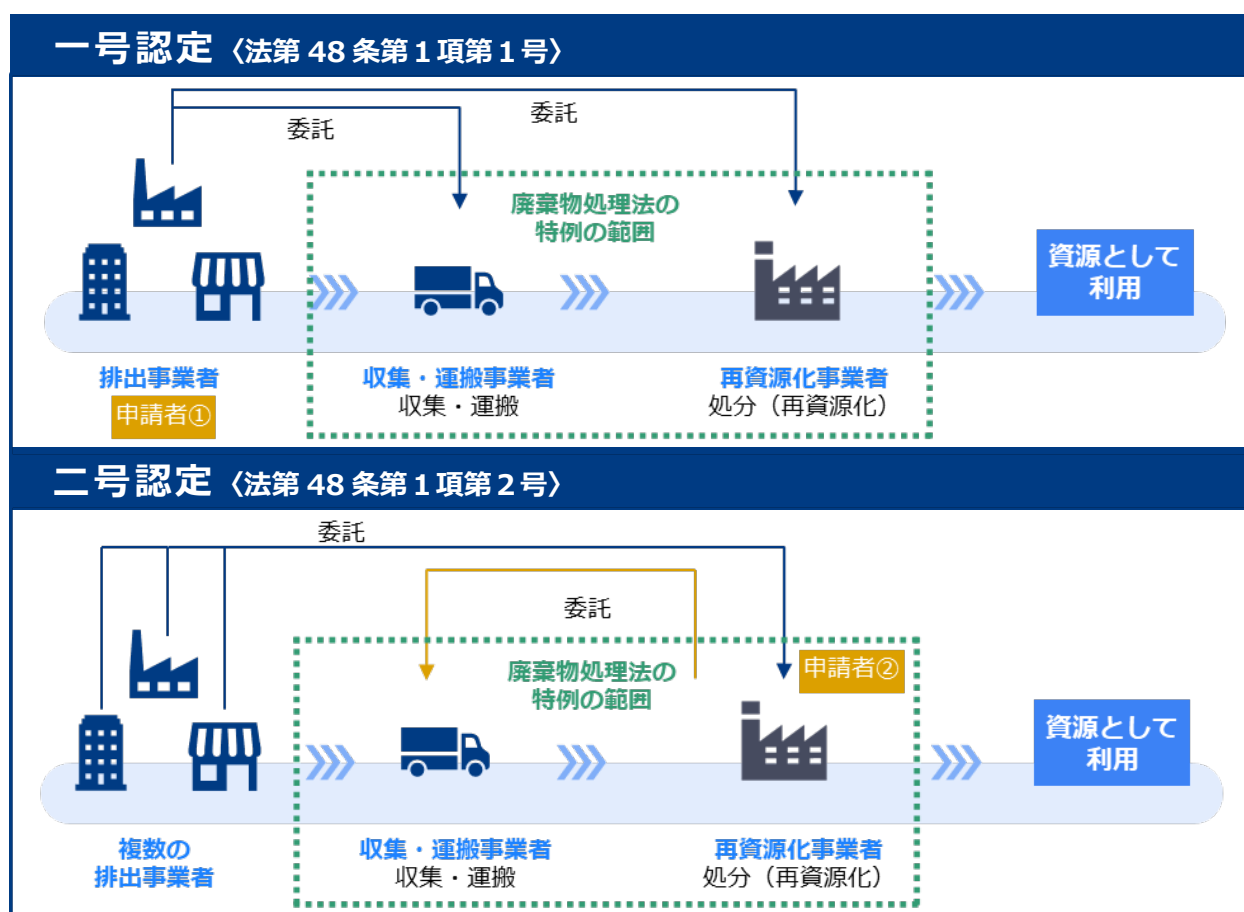 一号認定〈法第 48 条第１項第１号〉
委託
委託
廃棄物処理法の
特例の範囲
資源として
利用
排出事業者
申請者①
収集・運搬事業者
収集・運搬
再資源化事業者
処分（再資源化）
二号認定〈法第 48 条第１項第２号〉
委託
委託
廃棄物処理法の
特例の範囲
申請者②
資源として
利用
複数の
排出事業者
収集・運搬事業者
収集・運搬
再資源化事業者
処分（再資源化）